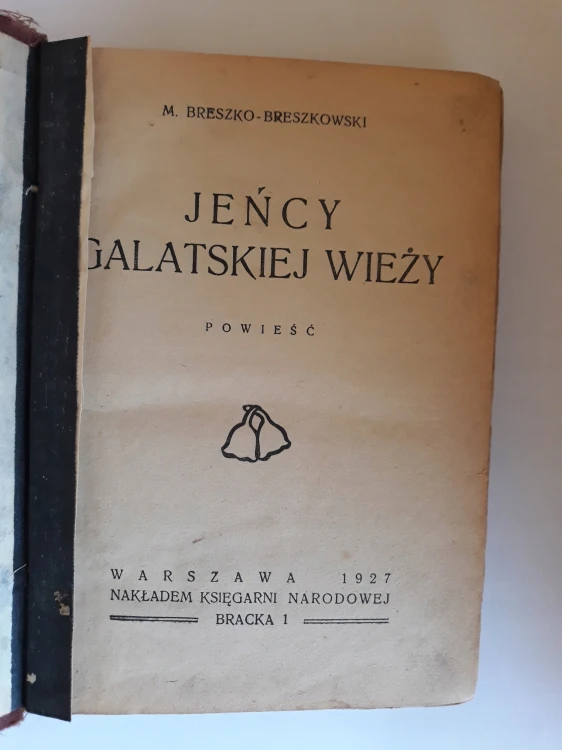 M. BRESZKO-BRESZKOWSKI
JEŃCY
GALATSKIEJ WIEŻY
POWIEŚĆ
WARSZAWA 1927
NAKŁADEM KSIĘGARNI NARODOWEJ
BRACKA 1